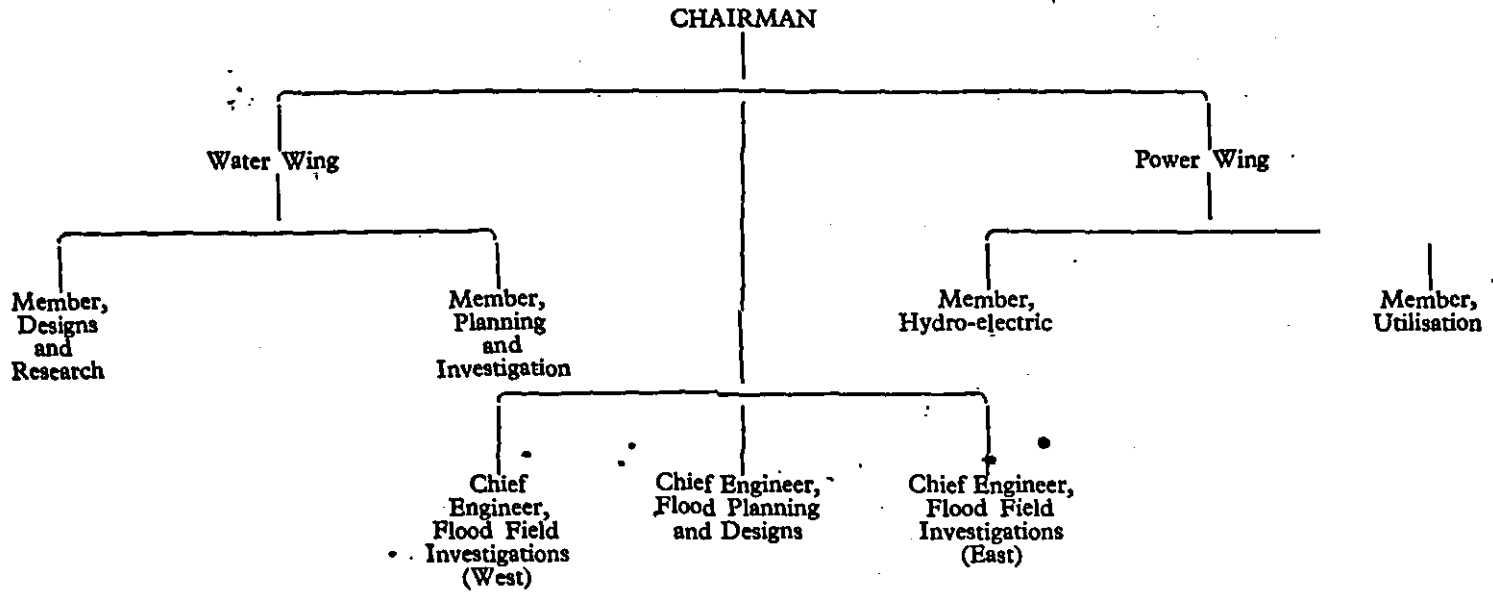 CHAIRMAN
Water Wing
Power Wing
Member,
Designs
and
Research
Member,
Planning
and
Investigation
Member,
Hydro-electric
Member,
Utilisation
Chief
Engineer,
Flood Field
Investigations
(West)
Chief Engineer,
Flood Planning
and Designs
Chief Engineer,
Flood Field
Investigations
(East)